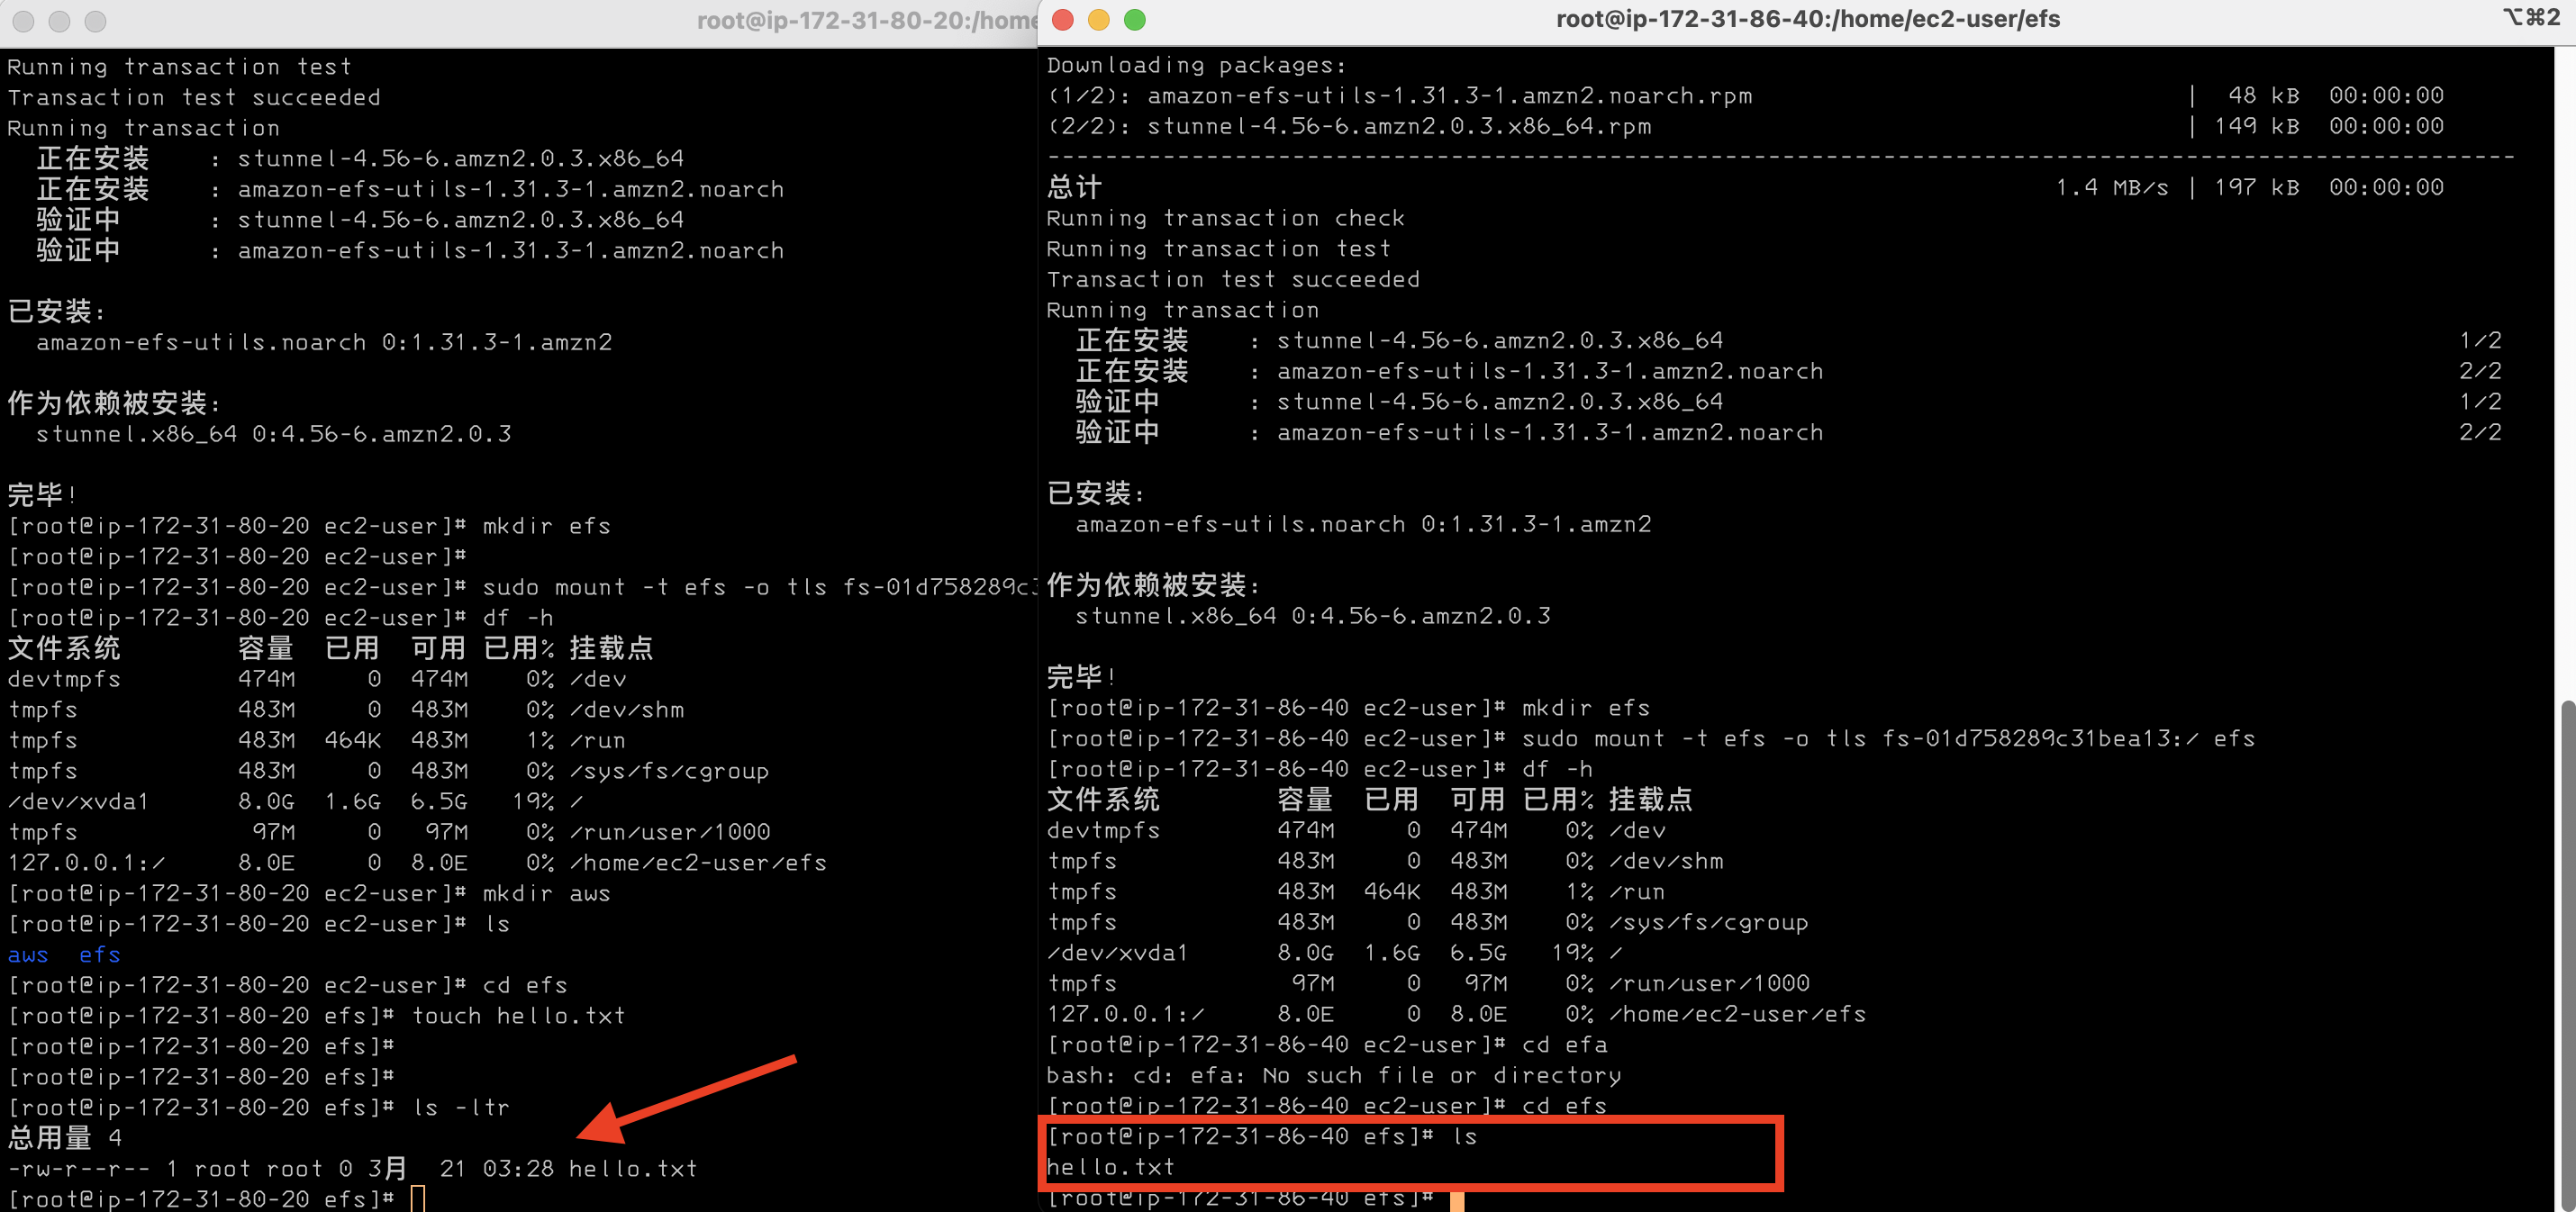 root@ip-172-31-80-20:/home
Running transaction test
Transaction test succeeded
Running transaction
  正在安装    : stunnel-4.56-6.amzn2.0.3.x86_64
  正在安装    : amazon-efs-utils-1.31.3-1.amzn2.noarch
  验证中      : stunnel-4.56-6.amzn2.0.3.x86_64
  验证中      : amazon-efs-utils-1.31.3-1.amzn2.noarch
已安装:
  amazon-efs-utils.noarch 0:1.31.3-1.amzn2
作为依赖被安装:
  stunnel.x86_64 0:4.56-6.amzn2.0.3
完毕!
[root@ip-172-31-80-20 ec2-user]# mkdir efs
[root@ip-172-31-80-20 ec2-user]#
[root@ip-172-31-80-20 ec2-user]# sudo mount -t efs -o tls fs-01d758289c3
[root@ip-172-31-80-20 ec2-user]# df -h
文件系统        容量  已用  可用 已用% 挂载点
devtmpfs        474M     0  474M    0% /dev
tmpfs           483M     0  483M    0% /dev/shm
tmpfs           483M  464K  483M    1% /run
tmpfs           483M     0  483M    0% /sys/fs/cgroup
/dev/xvda1      8.0G  1.6G  6.5G   19% /
tmpfs            97M     0   97M    0% /run/user/1000
127.0.0.1:/     8.0E     0  8.0E    0% /home/ec2-user/efs
[root@ip-172-31-80-20 ec2-user]# mkdir aws
[root@ip-172-31-80-20 ec2-user]# ls
aws  efs
[root@ip-172-31-80-20 ec2-user]# cd efs
[root@ip-172-31-80-20 efs]# touch hello.txt
[root@ip-172-31-80-20 efs]#
[root@ip-172-31-80-20 efs]#
[root@ip-172-31-80-20 efs]# ls -ltr
总用量 4
-rw-r--r-- 1 root root 0 3月  21 03:28 hello.txt
[root@ip-172-31-80-20 efs]#
root@ip-172-31-86-40:/home/ec2-user/efs
⌥⌘2
Downloading packages:
(1/2): amazon-efs-utils-1.31.3-1.amzn2.noarch.rpm | 48 kB 00:00:00
(2/2): stunnel-4.56-6.amzn2.0.3.x86_64.rpm | 149 kB 00:00:00
------------------------------------------------------------------------------------------------------
总计 1.4 MB/s | 197 kB 00:00:00
Running transaction check
Running transaction test
Transaction test succeeded
Running transaction
  正在安装    : stunnel-4.56-6.amzn2.0.3.x86_64 1/2
  正在安装    : amazon-efs-utils-1.31.3-1.amzn2.noarch 2/2
  验证中      : stunnel-4.56-6.amzn2.0.3.x86_64 1/2
  验证中      : amazon-efs-utils-1.31.3-1.amzn2.noarch 2/2
已安装:
  amazon-efs-utils.noarch 0:1.31.3-1.amzn2
作为依赖被安装:
  stunnel.x86_64 0:4.56-6.amzn2.0.3
完毕!
[root@ip-172-31-86-40 ec2-user]# mkdir efs
[root@ip-172-31-86-40 ec2-user]# sudo mount -t efs -o tls fs-01d758289c31bea13:/ efs
[root@ip-172-31-86-40 ec2-user]# df -h
文件系统        容量  已用  可用 已用% 挂载点
devtmpfs        474M     0  474M    0% /dev
tmpfs           483M     0  483M    0% /dev/shm
tmpfs           483M  464K  483M    1% /run
tmpfs           483M     0  483M    0% /sys/fs/cgroup
/dev/xvda1      8.0G  1.6G  6.5G   19% /
tmpfs            97M     0   97M    0% /run/user/1000
127.0.0.1:/     8.0E     0  8.0E    0% /home/ec2-user/efs
[root@ip-172-31-86-40 ec2-user]# cd efa
bash: cd: efa: No such file or directory
[root@ip-172-31-86-40 ec2-user]# cd efs
[root@ip-172-31-86-40 efs]# ls
hello.txt
[root@ip-172-31-86-40 efs]#